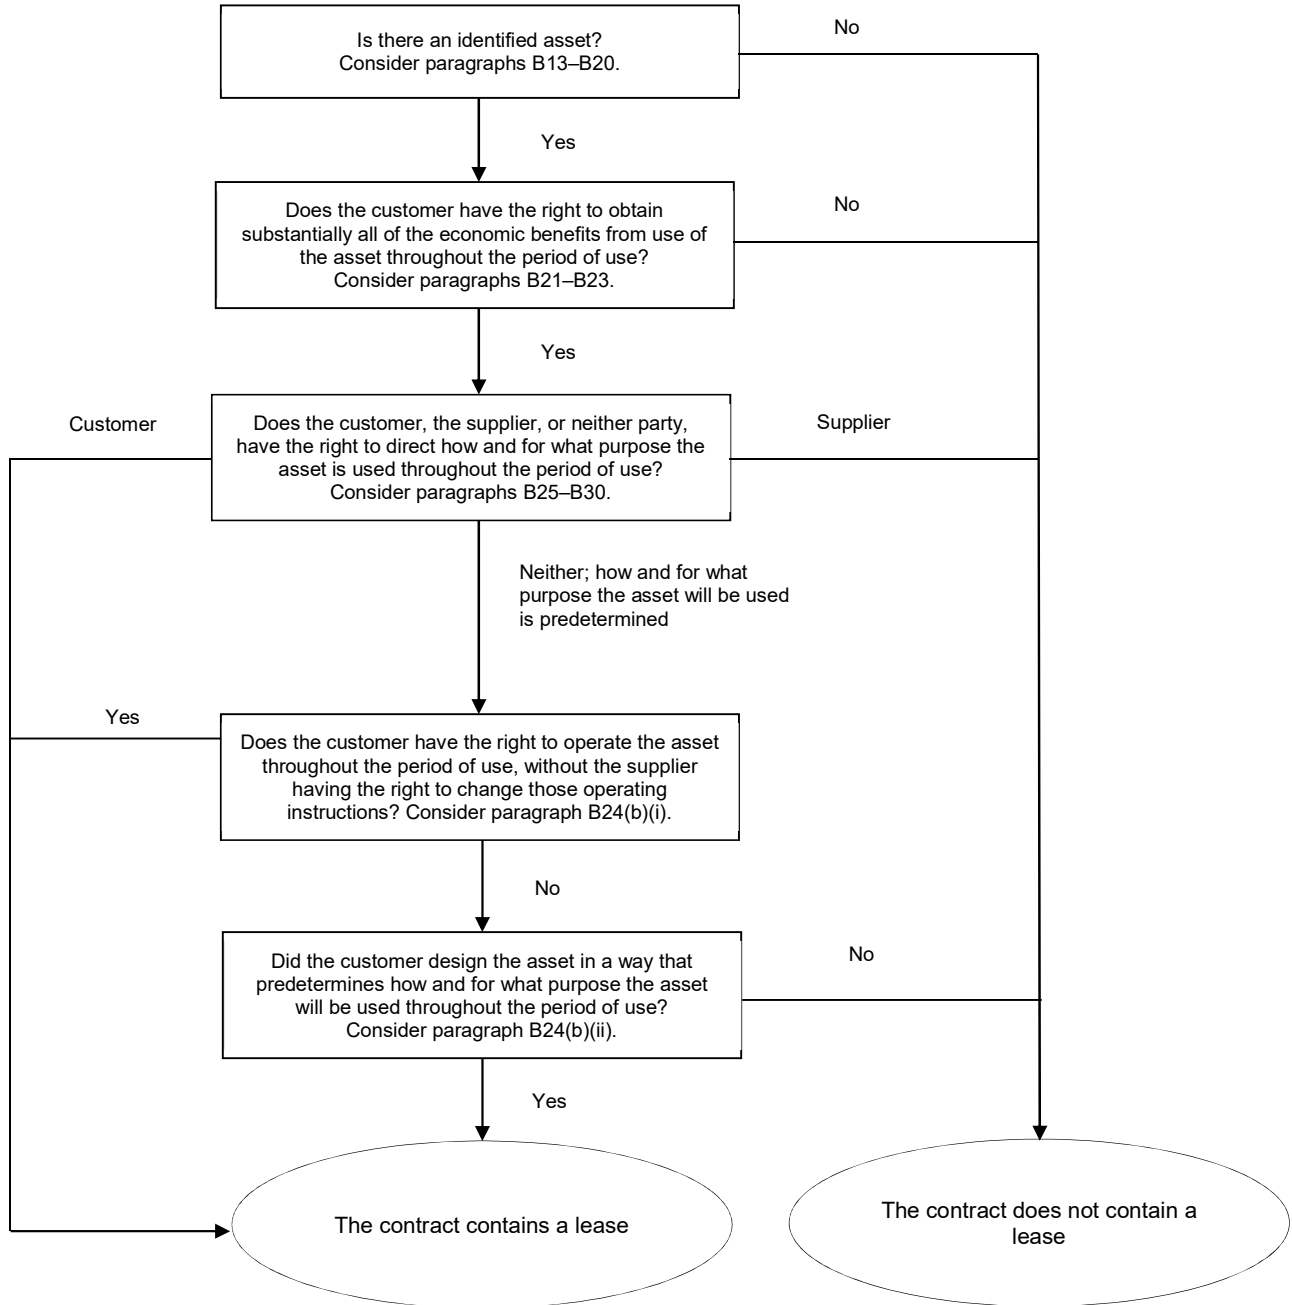 Is there an identified asset?
Consider paragraphs B13–B20.
No
Yes
Does the customer have the right to obtain
substantially all of the economic benefits from use of
the asset throughout the period of use?
Consider paragraphs B21–B23.
No
Yes
Customer
Does the customer, the supplier, or neither party,
have the right to direct how and for what purpose the
asset is used throughout the period of use?
Consider paragraphs B25–B30.
Supplier
Neither; how and for what
purpose the asset will be used
is predetermined
Yes
Does the customer have the right to operate the asset
throughout the period of use, without the supplier
having the right to change those operating
instructions? Consider paragraph B24(b)(i).
No
Did the customer design the asset in a way that
predetermines how and for what purpose the asset
will be used throughout the period of use?
Consider paragraph B24(b)(ii).
No
Yes
The contract contains a lease
The contract does not contain a
lease